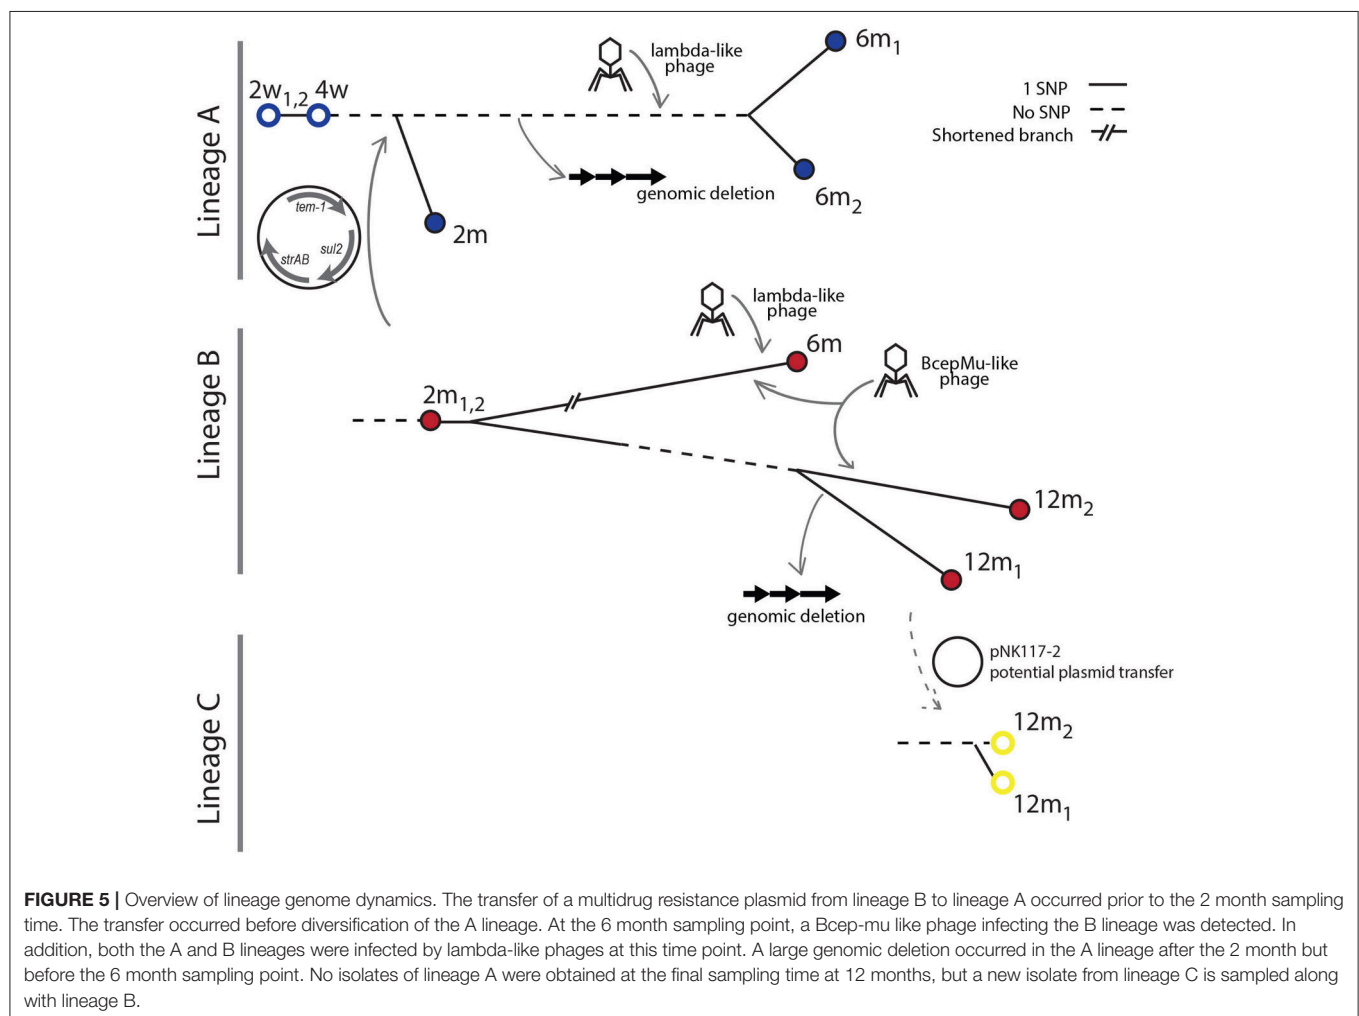 Lineage A
2w1,2
4w
lambda-like
phage
6m1
1 SNP
No SNP
Shortened branch
genomic deletion
6m2
tem-1
sul2
strAB
2m
Lineage B
lambda-like
phage
6m
BcepMu-like
phage
2m1,2
12m2
12m1
genomic deletion
pNK117-2
potential plasmid transfer
Lineage C
12m2
12m1
FIGURE 5 | Overview of lineage genome dynamics. The transfer of a multidrug resistance plasmid from lineage B to lineage A occurred prior to the 2 month sampling
time. The transfer occurred before diversification of the A lineage. At the 6 month sampling point, a Bcep-mu like phage infecting the B lineage was detected. In
addition, both the A and B lineages were infected by lambda-like phages at this time point. A large genomic deletion occurred in the A lineage after the 2 month but
before the 6 month sampling point. No isolates of lineage A were obtained at the final sampling time at 12 months, but a new isolate from lineage C is sampled along
with lineage B.